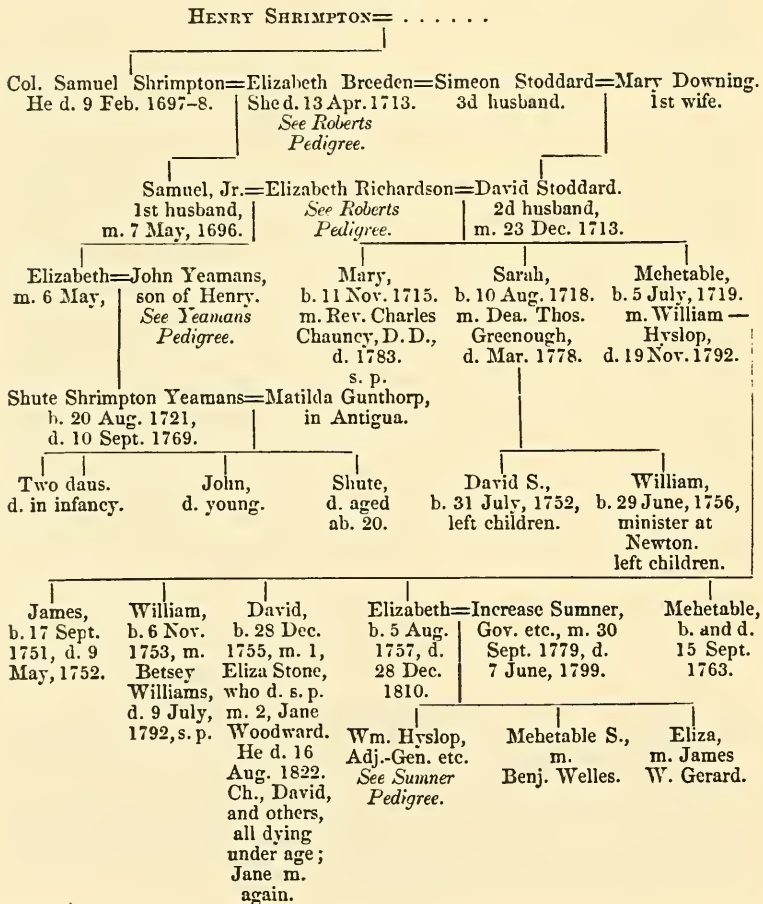 HENRY SHRIMPTON= . . . . . .
Col. Samuel Shrimpton=Elizabeth Breeden=Simeon Stoddard=Mary Downing.
He d. 9 Feb. 1697-8. She d. 13 Apr. 1713. 3d husband. 1st wife.
See Roberts
Pedigree.
Samuel, Jr.=Elizabeth Richardson=David Stoddard.
1st husband, See Roberts 2d husband,
m. 7 May, 1696. Pedigree. m. 23 Dec. 1713.
Elizabeth=John Yeamans, Mary, Sarah, Mehetable,
m. 6 May, son of Henry. b. 11 Nov. 1715. b. 10 Aug. 1718. b. 5 July, 1719.
See Yeamans m. Rev. Charles m. Dea. Thos. m. William —
Pedigree. Chauncy, D. D., Greenough, Hyslop,
d. 1783. d. Mar. 1778. d. 19 Nov. 1792.
s. p.
Shute Shrimpton Yeamans=Matilda Gunthorp,
b. 20 Aug. 1721, in Antigua.
d. 10 Sept. 1769.
Two daus. John, Shute, David S., William,
d. in infancy. d. young. d. aged b. 31 July, 1752, b. 29 June, 1756,
ab. 20. left children. minister at
Newton.
left children.
James, William, David, Elizabeth=Increase Sumner, Mehetable,
b. 17 Sept. b. 6 Nov. b. 28 Dec. b. 5 Aug. Gov. etc., m. 30 b. and d.
1751, d. 9 1753, m. 1755, m. 1, 1757, d. Sept. 1779, d. 15 Sept.
May, 1752. Betsey Eliza Stone, 28 Dec. 7 June, 1799. 1763.
Williams, who d. s. p. 1810.
d. 9 July, m. 2, Jane
1792, s. p. Woodward. Wm. Hyslop, Mehetable S., Eliza,
He d. 16 Adj.-Gen. etc. m. m. James
Aug. 1822. See Sumner Benj. Welles. W. Gerard.
Ch., David, Pedigree.
and others,
all dying
under age;
Jane m.
again.